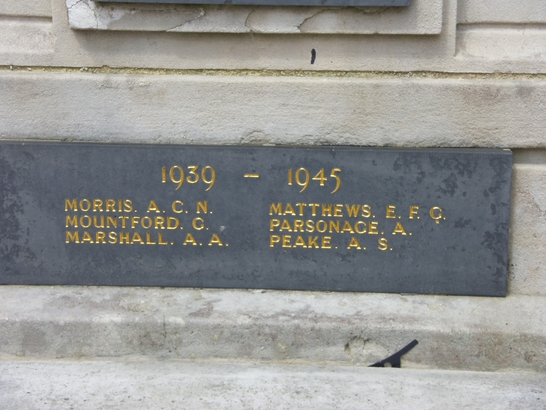 1939 – 1945
MORRIS. A. C. N.
MOUNTFORD. C.
MARSHALL. A. A.
MATTHEWS. E. F. G.
PARSONAGE. A.
PEAKE. A. S.